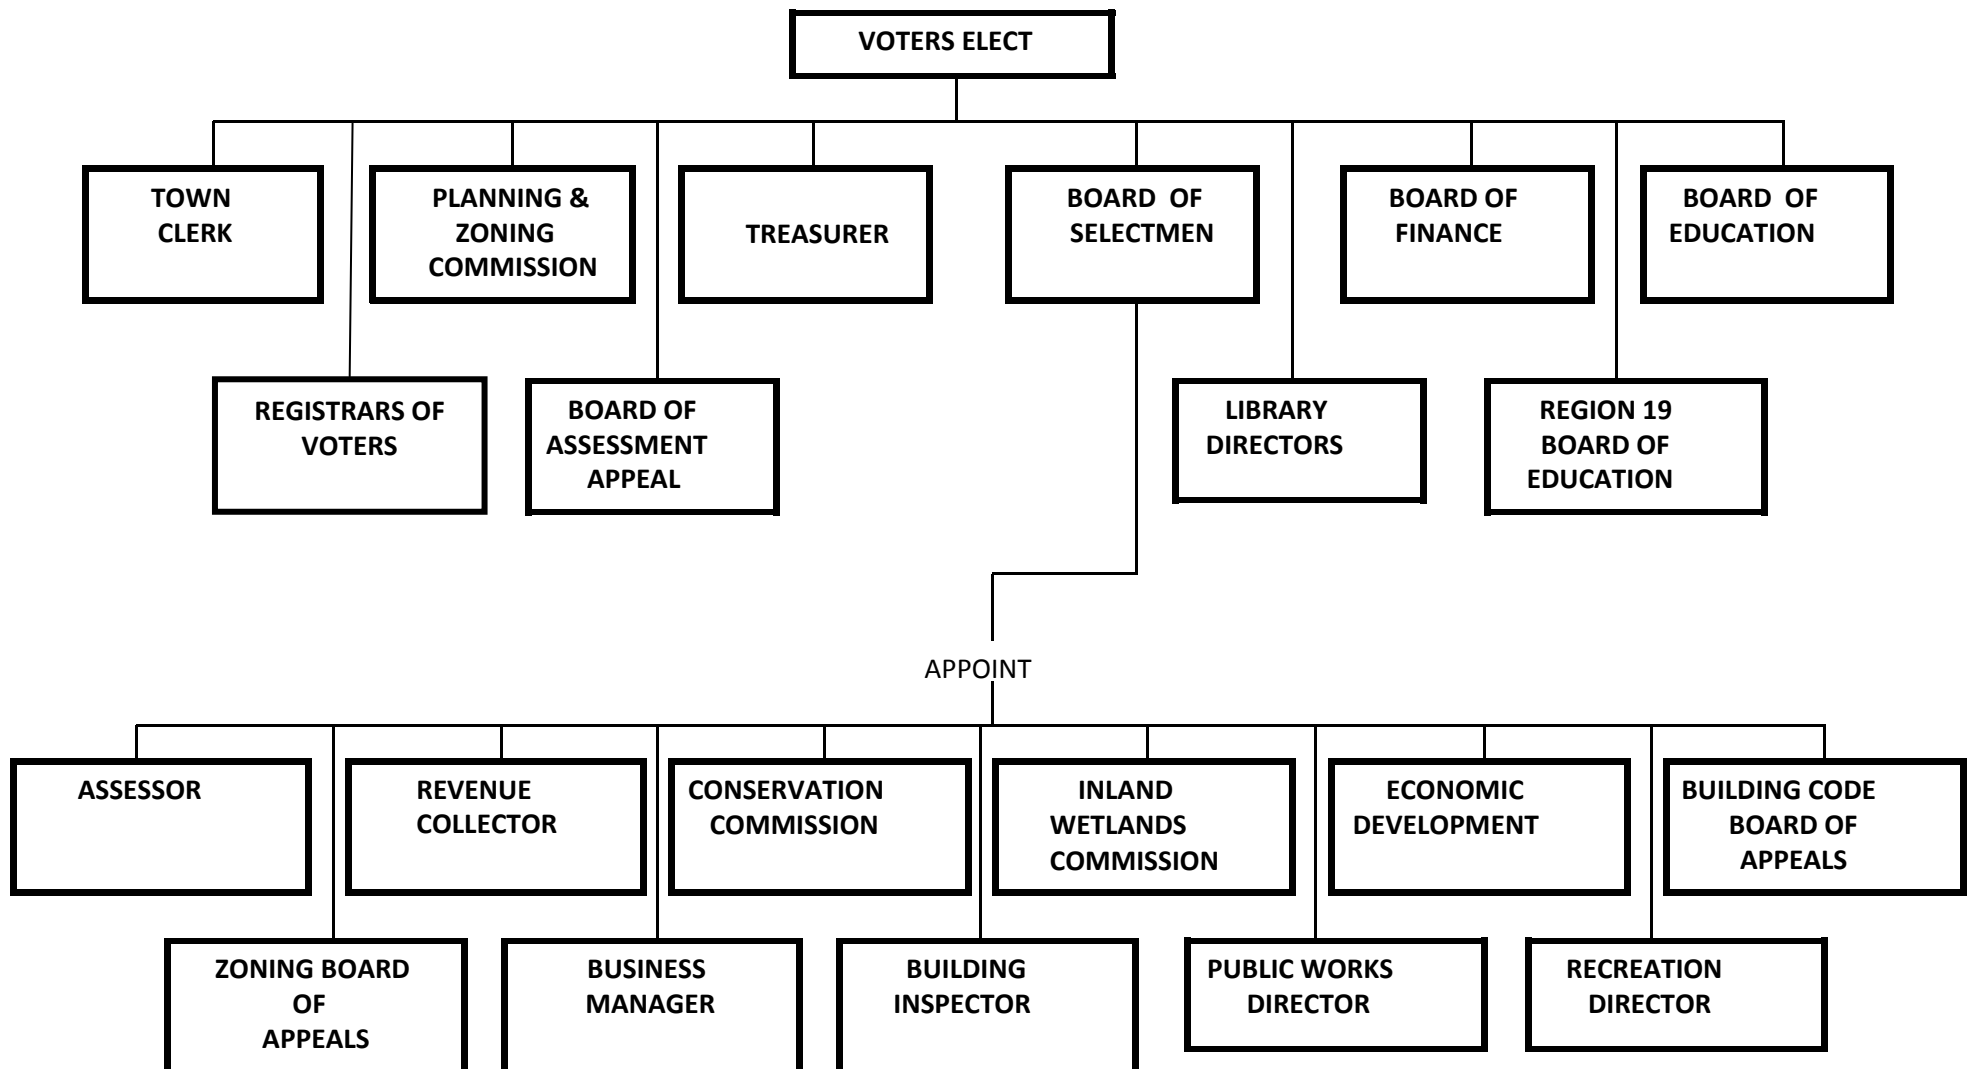 VOTERS ELECT
TOWN
CLERK
PLANNING &
ZONING
COMMISSION
TREASURER
BOARD OF
SELECTMEN
BOARD OF
FINANCE
BOARD OF
EDUCATION
REGISTRARS OF
VOTERS
BOARD OF
ASSESSMENT
APPEAL
LIBRARY
DIRECTORS
REGION 19
BOARD OF
EDUCATION
APPOINT
ASSESSOR
REVENUE
COLLECTOR
CONSERVATION
COMMISSION
INLAND
WETLANDS
COMMISSION
ECONOMIC
DEVELOPMENT
BUILDING CODE
BOARD OF
APPEALS
ZONING BOARD
OF
APPEALS
BUSINESS
MANAGER
BUILDING
INSPECTOR
PUBLIC WORKS
DIRECTOR
RECREATION
DIRECTOR